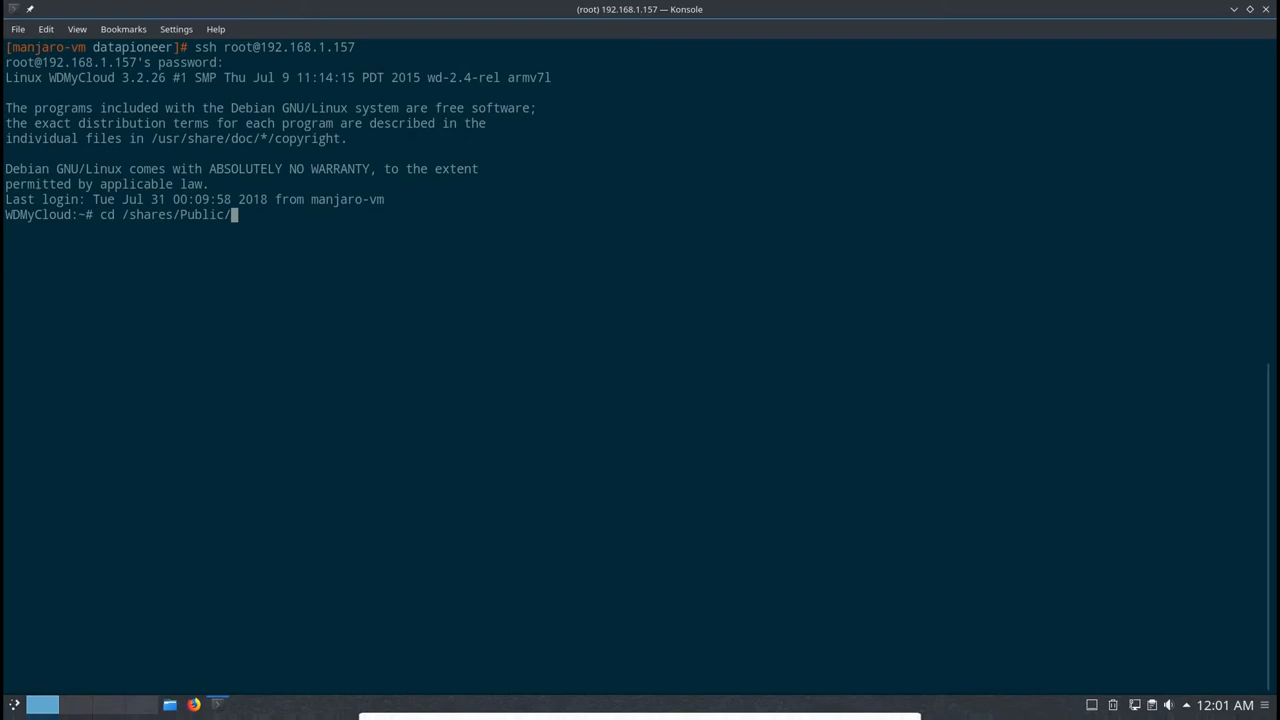 (root) 192.168.1.157 — Konsole
File Edit View Bookmarks Settings Help
[manjaro-vm datapioneer]# ssh root@192.168.1.157
root@192.168.1.157's password:
Linux WDMyCloud 3.2.26 #1 SMP Thu Jul 9 11:14:15 PDT 2015 wd-2.4-rel armv7l
The programs included with the Debian GNU/Linux system are free software;
the exact distribution terms for each program are described in the
individual files in /usr/share/doc/*/copyright.
Debian GNU/Linux comes with ABSOLUTELY NO WARRANTY, to the extent
permitted by applicable law.
Last login: Tue Jul 31 00:09:58 2018 from manjaro-vm
WDMyCloud:~# cd /shares/Public/
12:01 AM